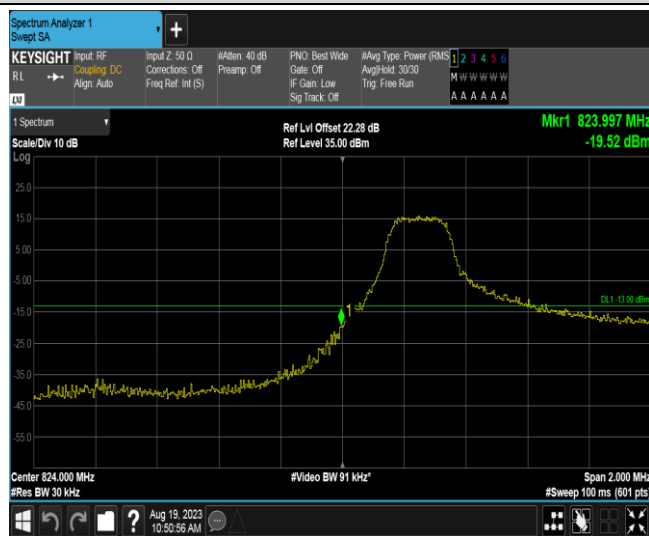 Spectrum Analyzer 1
Swept SA
+
KEYSIGHT
RL
LXI
Input: RF
Coupling: DC
Align: Auto
Input Z: 50 Ω
Corrections: Off
Freq Ref: Int (S)
#Atten: 40 dB
Preamp: Off
PNO: Best Wide
Gate: Off
IF Gain: Low
Sig Track: Off
#Avg Type: Power (RMS
Avg|Hold: 30/30
Trig: Free Run
1 2 3 4 5 6
M W W W W W
A A A A A A
1 Spectrum
Scale/Div 10 dB
Log
Ref Lvl Offset 22.28 dB
Ref Level 35.00 dBm
Mkr1 823.997 MHz
-19.52 dBm
25.0
15.0
5.00
-5.00
-15.0
-25.0
-35.0
-45.0
-55.0
1
DL1 -13.00 dBm
Center 824.000 MHz
#Res BW 30 kHz
#Video BW 91 kHz*
Span 2.000 MHz
#Sweep 100 ms (601 pts)
?
Aug 19, 2023
10:50:56 AM